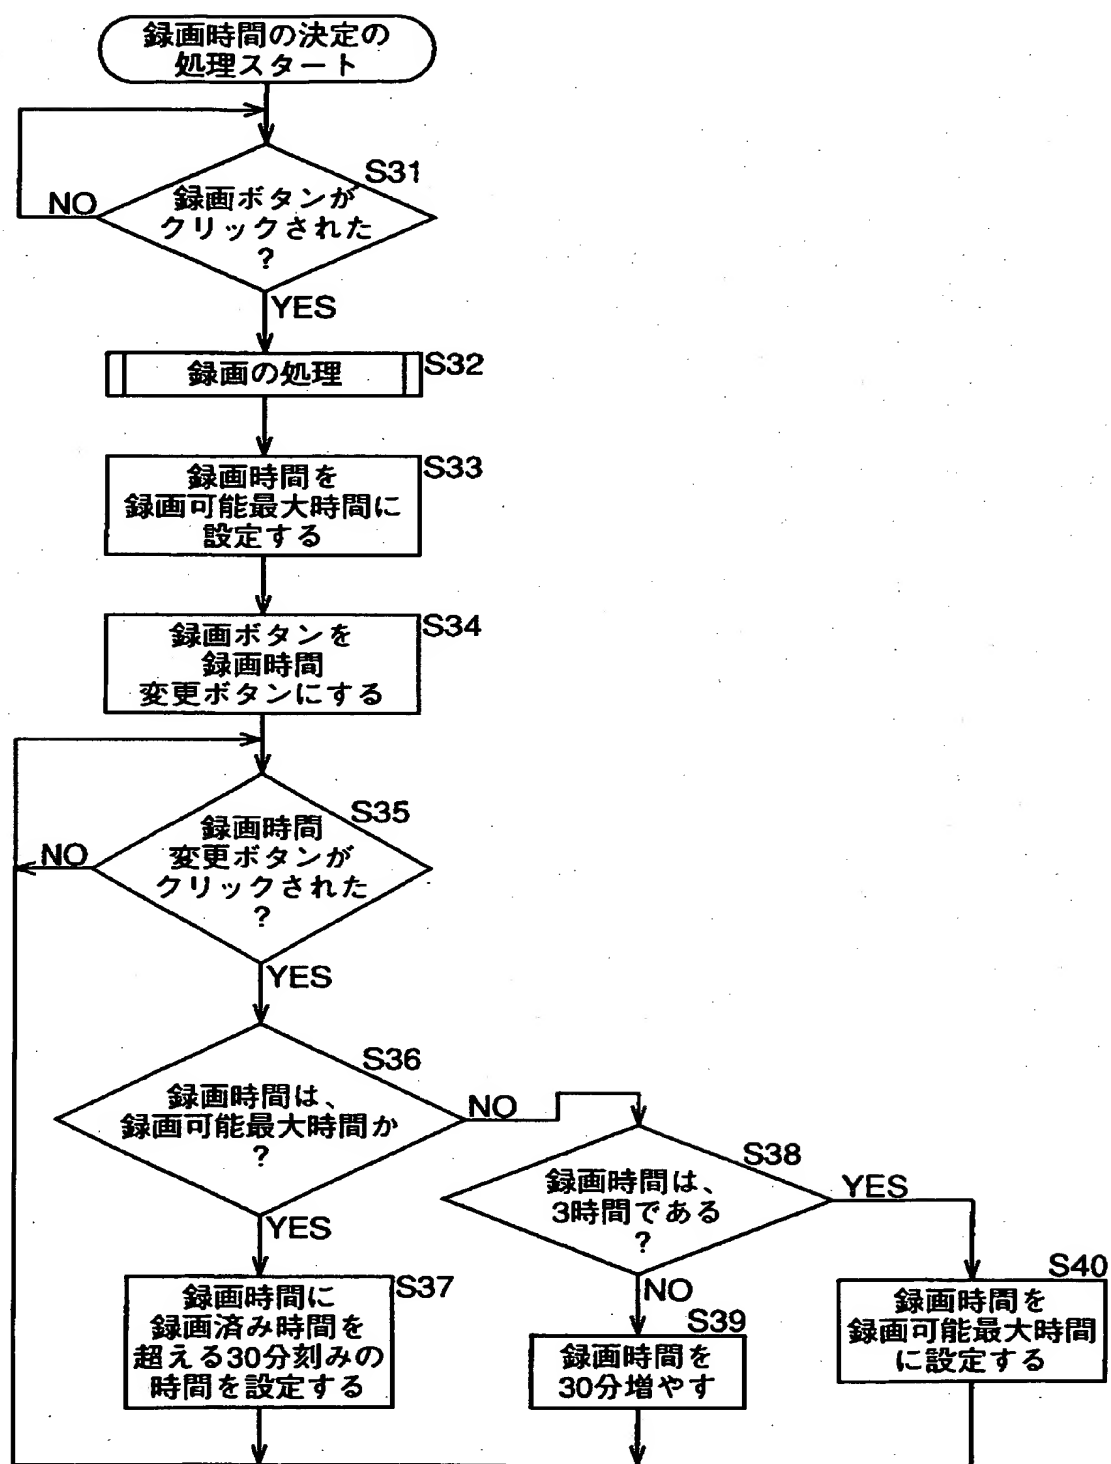 録画時間の決定の
処理スタート
S31
NO
録画ボタンが
クリックされた
?
YES
S32
録画の処理
S33
録画時間を
録画可能最大時間に
設定する
S34
録画ボタンを
録画時間
変更ボタンにする
S35
録画時間
変更ボタンが
クリックされた
?
NO
YES
S36
録画時間は、
録画可能最大時間か
?
NO
YES
S38
録画時間は、
3時間である
?
YES
NO
S37
録画時間に
録画済み時間を
超える30分刻みの
時間を設定する
S39
録画時間を
30分増やす
S40
録画時間を
録画可能最大時間
に設定する